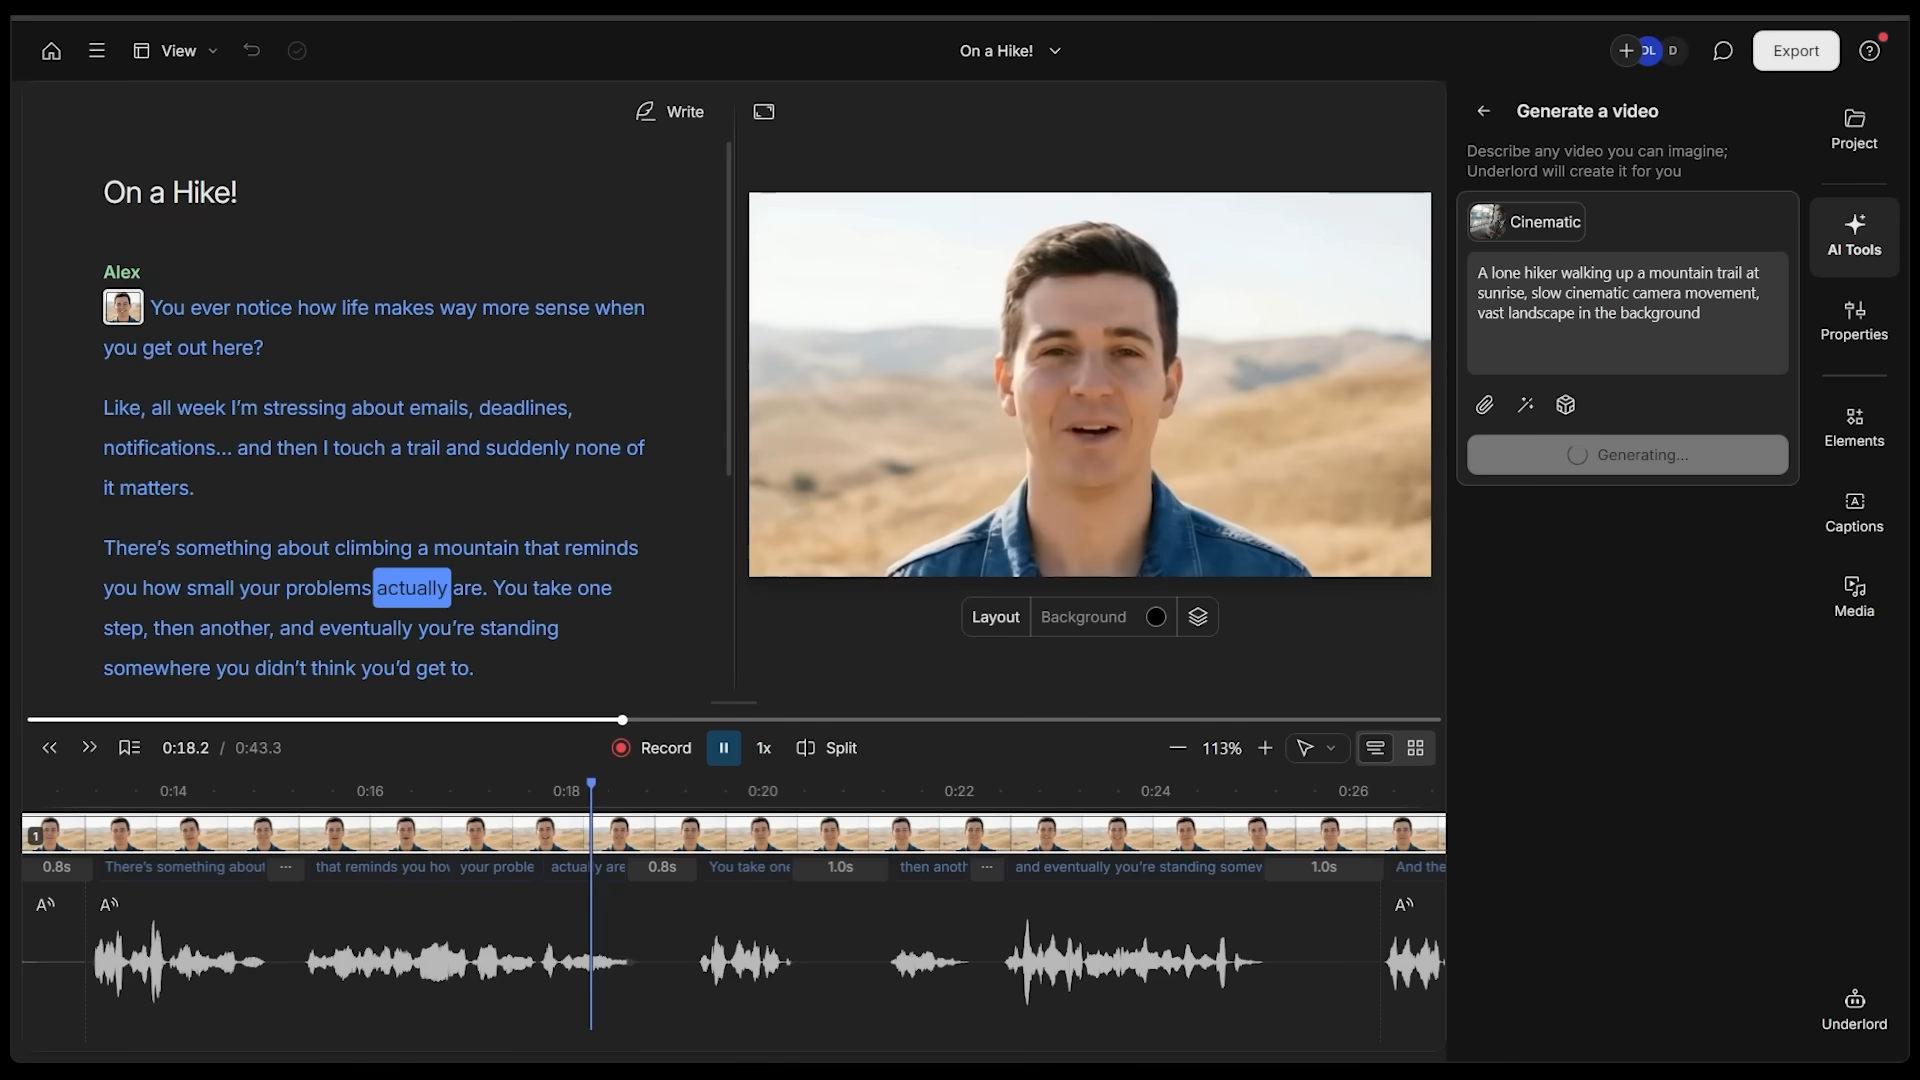 View
On a Hike!
DL
D
Export
Write
On a Hike!
Alex
You ever notice how life makes way more sense when
you get out here?
Like, all week I'm stressing about emails, deadlines,
notifications... and then I touch a trail and suddenly none of
it matters.
There's something about climbing a mountain that reminds
you how small your problems actually are. You take one
step, then another, and eventually you're standing
somewhere you didn't think you'd get to.
Layout
Background
Generate a video
Describe any video you can imagine;
Underlord will create it for you
Cinematic
A lone hiker walking up a mountain trail at
sunrise, slow cinematic camera movement,
vast landscape in the background
Generating...
Project
AI Tools
Properties
Elements
Captions
Media
Underlord
0:18.2 / 0:43.3
Record
1x
Split
113%
0:14 0:16 0:18 0:20 0:22 0:24 0:26
1
0.8s There's something about ... that reminds you how your proble actually are 0.8s You take one 1.0s then anoth ... and eventually you're standing somew 1.0s And the
A A A